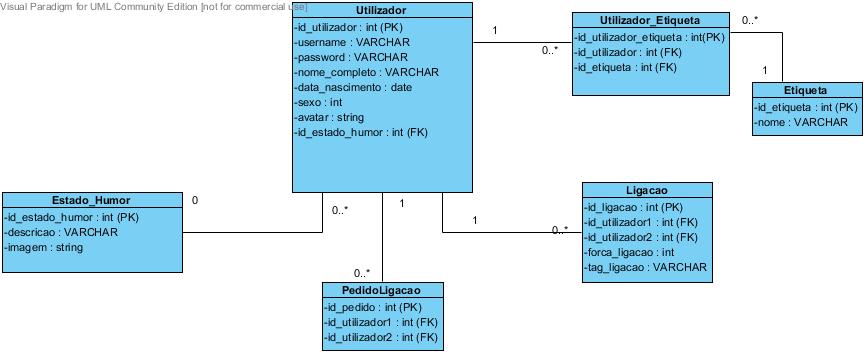 Visual Paradigm for UML Community Edition [not for commercial use]
Utilizador
-id_utilizador : int (PK)
-username : VARCHAR
-password : VARCHAR
-nome_completo : VARCHAR
-data_nascimento : date
-sexo : int
-avatar : string
-id_estado_humor : int (FK)
1
0..*
Utilizador_Etiqueta
-id_utilizador_etiqueta : int(PK)
-id_utilizador : int (FK)
-id_etiqueta : int (FK)
0..*
1
Etiqueta
-id_etiqueta : int (PK)
-nome : VARCHAR
Estado_Humor
-id_estado_humor : int (PK)
-descricao : VARCHAR
-imagem : string
0
0..*
1
0..*
1
0..*
Ligacao
-id_ligacao : int (PK)
-id_utilizador1 : int (FK)
-id_utilizador2 : int (FK)
-forca_ligacao : int
-tag_ligacao : VARCHAR
PedidoLigacao
-id_pedido : int (PK)
-id_utilizador1 : int (FK)
-id_utilizador2 : int (FK)